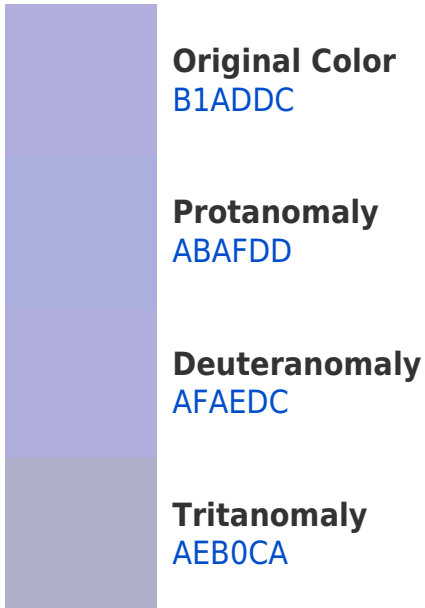 Original Color
B1ADDC
Protanomaly
ABAFDD
Deuteranomaly
AFAEDC
Tritanomaly
AEB0CA